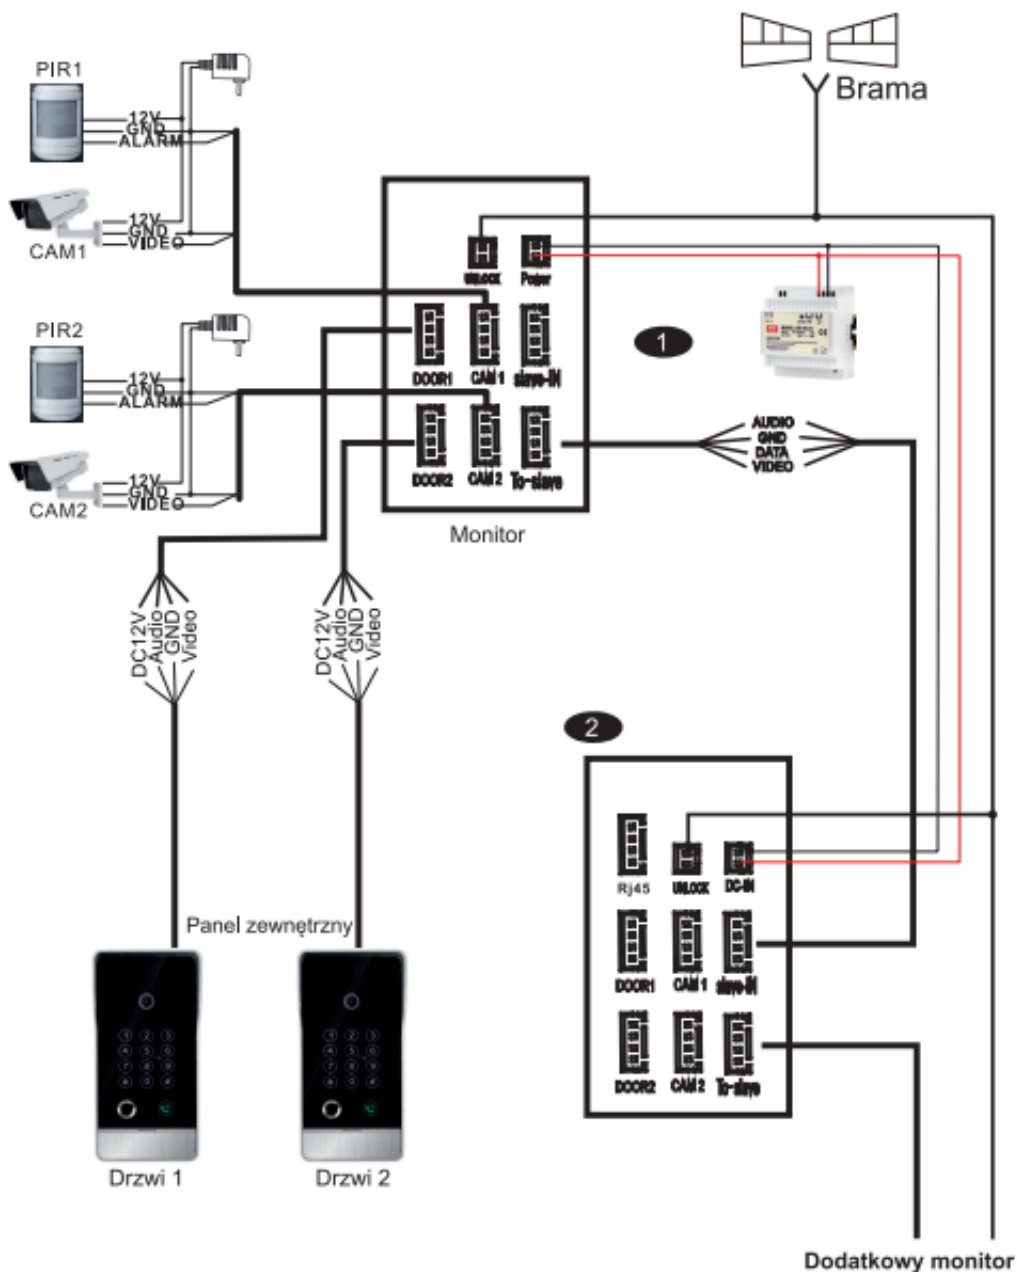 Brama
PIR1
12V
GND
ALARM
CAM1
12V
GND
VIDEO
UNLOCK
Power
PIR2
12V
GND
ALARM
DOOR1
CAM 1
slave-IN
1
AUDIO
GND
DATA
VIDEO
CAM2
12V
GND
VIDEO
DOOR2
CAM 2
To-slave
Monitor
DC12V
Audio
GND
Video
DC12V
Audio
GND
Video
2
Rj45
UNLOCK
DC-IN
Panel zewnętrzny
DOOR1
CAM 1
slave-IN
DOOR2
CAM 2
To-slave
Drzwi 1
Drzwi 2
Dodatkowy monitor